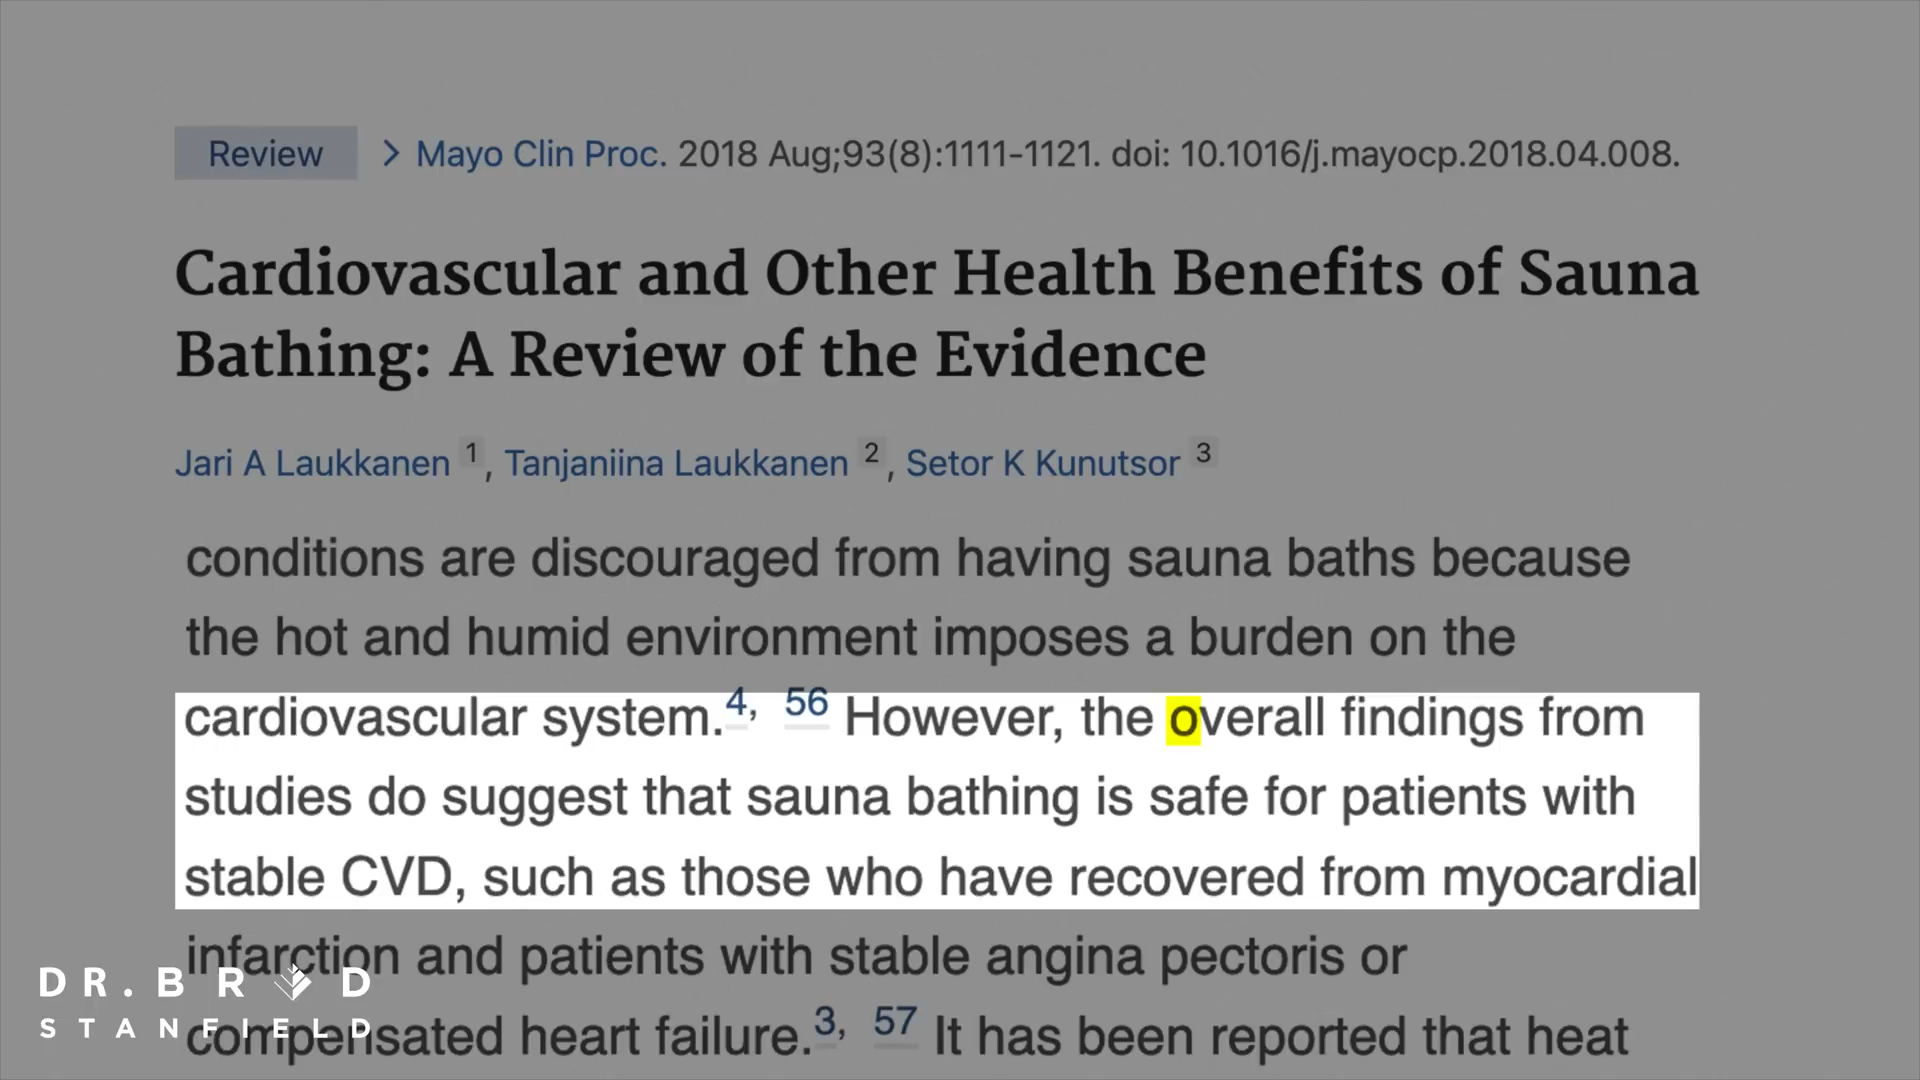 Review > Mayo Clin Proc. 2018 Aug;93(8):1111-1121. doi: 10.1016/j.mayocp.2018.04.008.
Cardiovascular and Other Health Benefits of Sauna
Bathing: A Review of the Evidence
Jari A Laukkanen 1, Tanjaniina Laukkanen 2, Setor K Kunutsor 3
conditions are discouraged from having sauna baths because
the hot and humid environment imposes a burden on the
cardiovascular system.4, 56 However, the overall findings from
studies do suggest that sauna bathing is safe for patients with
stable CVD, such as those who have recovered from myocardial
infarction and patients with stable angina pectoris or
compensated heart failure.3, 57 It has been reported that heat
DR. BRAD
STANFIELD